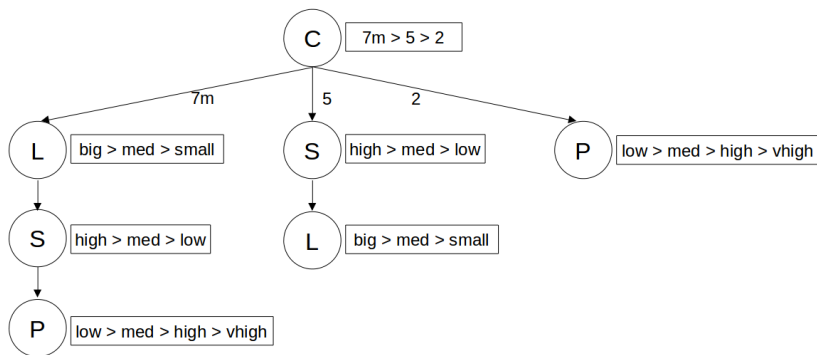 C 7m > 5 > 2
7m 5 2
L big > med > small S high > med > low P low > med > high > vhigh
S high > med > low L big > med > small
P low > med > high > vhigh